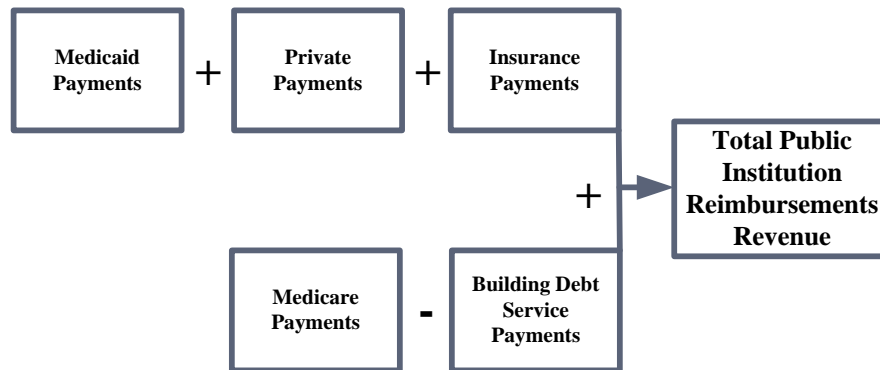 Medicaid
Payments
+
Private
Payments
+
Insurance
Payments
+
Total Public
Institution
Reimbursements
Revenue
Medicare
Payments
-
Building Debt
Service
Payments